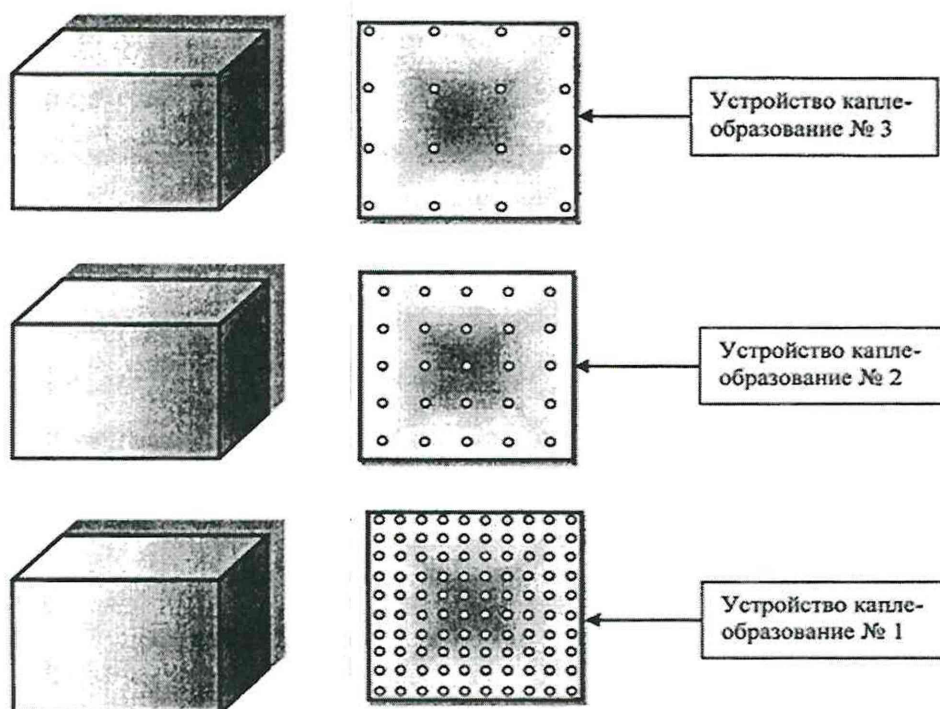 Устройство капле-
образование № 3
Устройство капле-
образование № 2
Устройство капле-
образование № 1